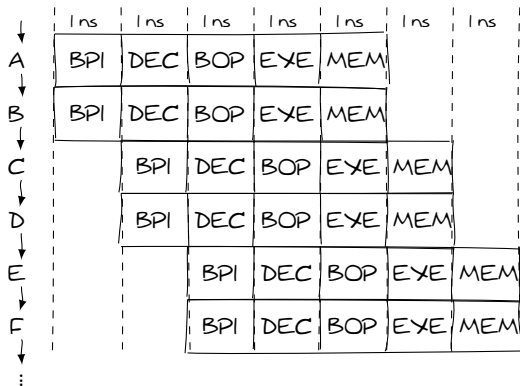 1ns 1ns 1ns 1ns 1ns 1ns 1ns
A BPI DEC BOP EXE MEM
B BPI DEC BOP EXE MEM
C BPI DEC BOP EXE MEM
D BPI DEC BOP EXE MEM
E BPI DEC BOP EXE MEM
F BPI DEC BOP EXE MEM
...